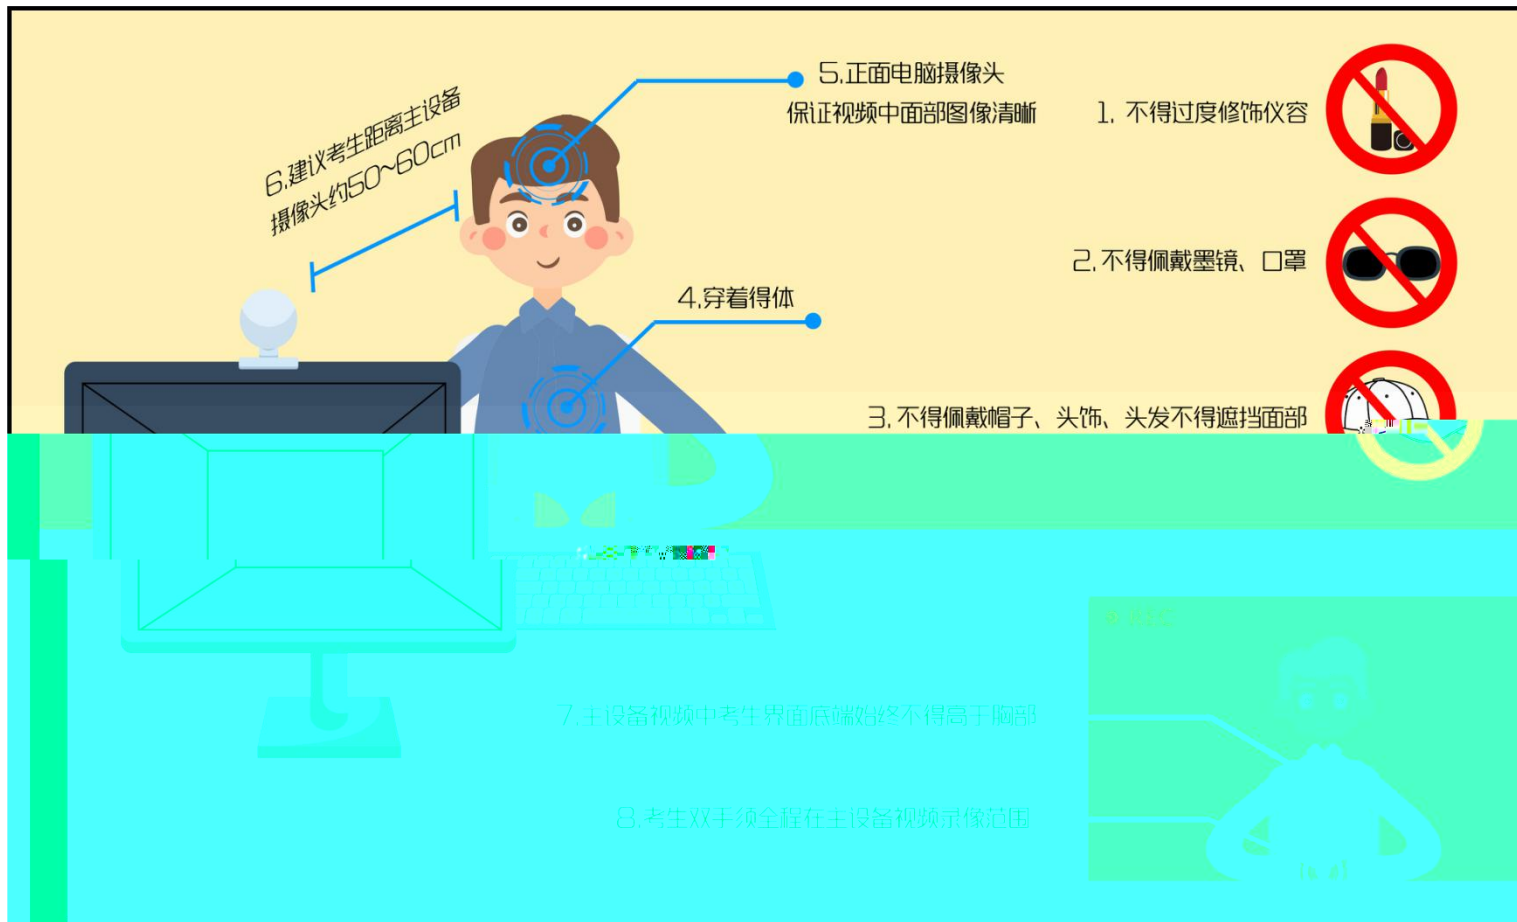 5.正面电脑摄像头
保证视频中面部图像清晰
1. 不得过度修饰仪容
6.建议考生距离主设备
摄像头约50~60cm
2.不得佩戴墨镜、口罩
4.穿着得体
3.不得佩戴帽子、头饰、头发不得遮挡面部
7.主设备视频中考生界面底端始终不得高于胸部
8.考生双手须全程在主设备视频录像范围